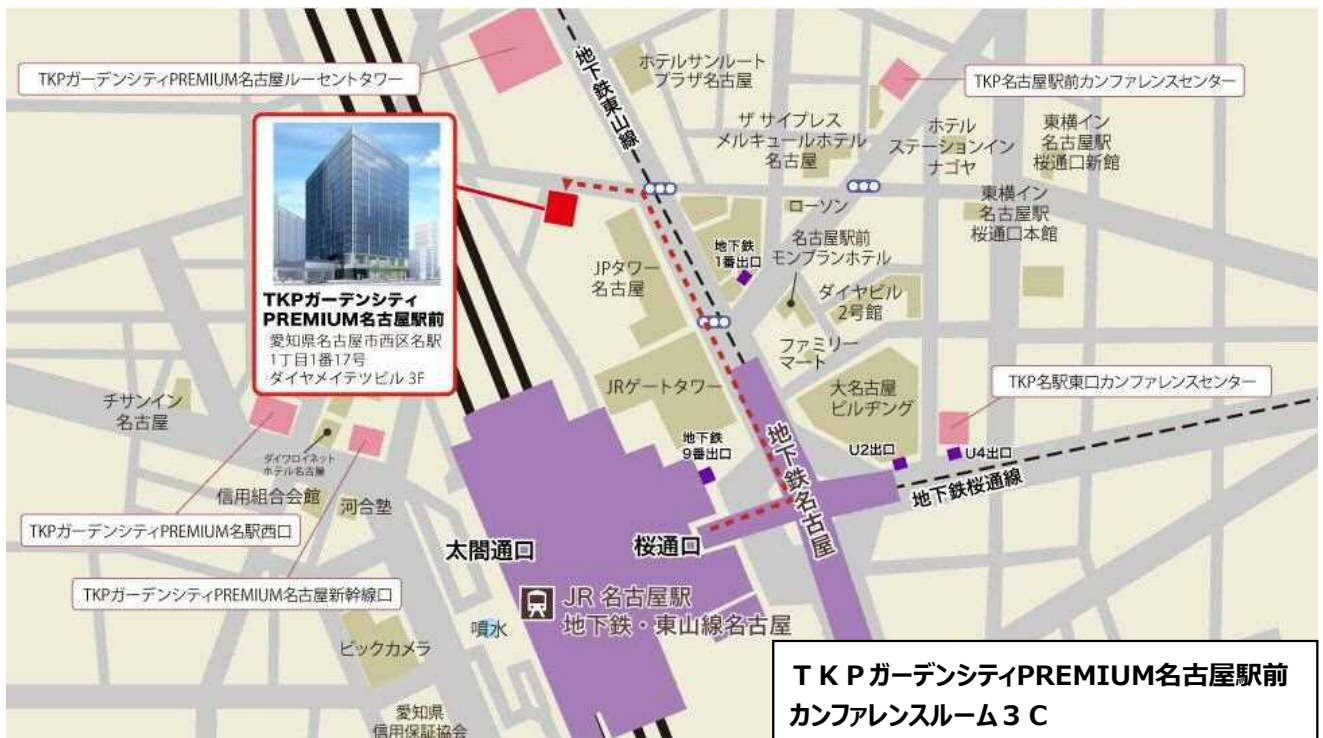 TKPガーデンシティPREMIUM名古屋ルーセントタワー
地下鉄東山線
ホテルサンルート
プラザ名古屋
TKP名古屋駅前カンファレンスセンター
ザ サイプレス
メルキュールホテル
名古屋
ホテル
ステーションイン
ナゴヤ
東横イン
名古屋駅
桜通口新館
ローソン
東横イン
名古屋駅
桜通口本館
地下鉄
1番出口
名古屋駅前
モンブランホテル
JPタワー
名古屋
ダイヤビル
2号館
TKPガーデンシティ
PREMIUM名古屋駅前
愛知県名古屋市西区名駅
1丁目1番17号
ダイヤメイテツビル 3F
ファミリー
マート
JRゲートタワー
大名古屋
ビルヂング
TKP名駅東口カンファレンスセンター
チサンイン
名古屋
地下鉄
9番出口
地下鉄名古屋
U2出口
U4出口
地下鉄桜通線
ダイワロイネット
ホテル名古屋
信用組合会館
河合塾
TKPガーデンシティPREMIUM名駅西口
太閤通口
桜通口
TKPガーデンシティPREMIUM名古屋新幹線口
JR 名古屋駅
地下鉄・東山線名古屋
噴水
ビックカメラ
愛知県
信用保証協会
ＴＫＰガーデンシティPREMIUM名古屋駅前
カンファレンスルーム３Ｃ